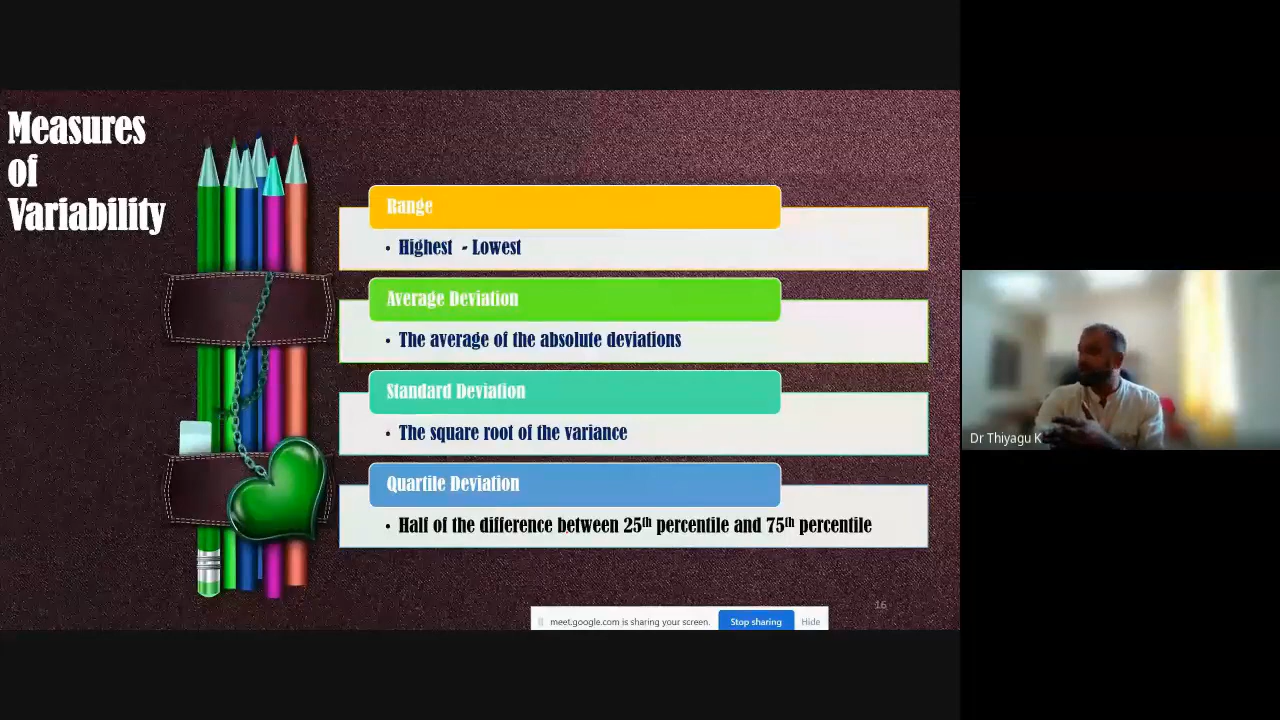 Measures
of
Variability
Range
• Highest - Lowest
Average Deviation
• The average of the absolute deviations
Standard Deviation
• The square root of the variance
Quartile Deviation
• Half of the difference between 25th percentile and 75th percentile
16
meet.google.com is sharing your screen. Stop sharing Hide
Dr Thiyagu K